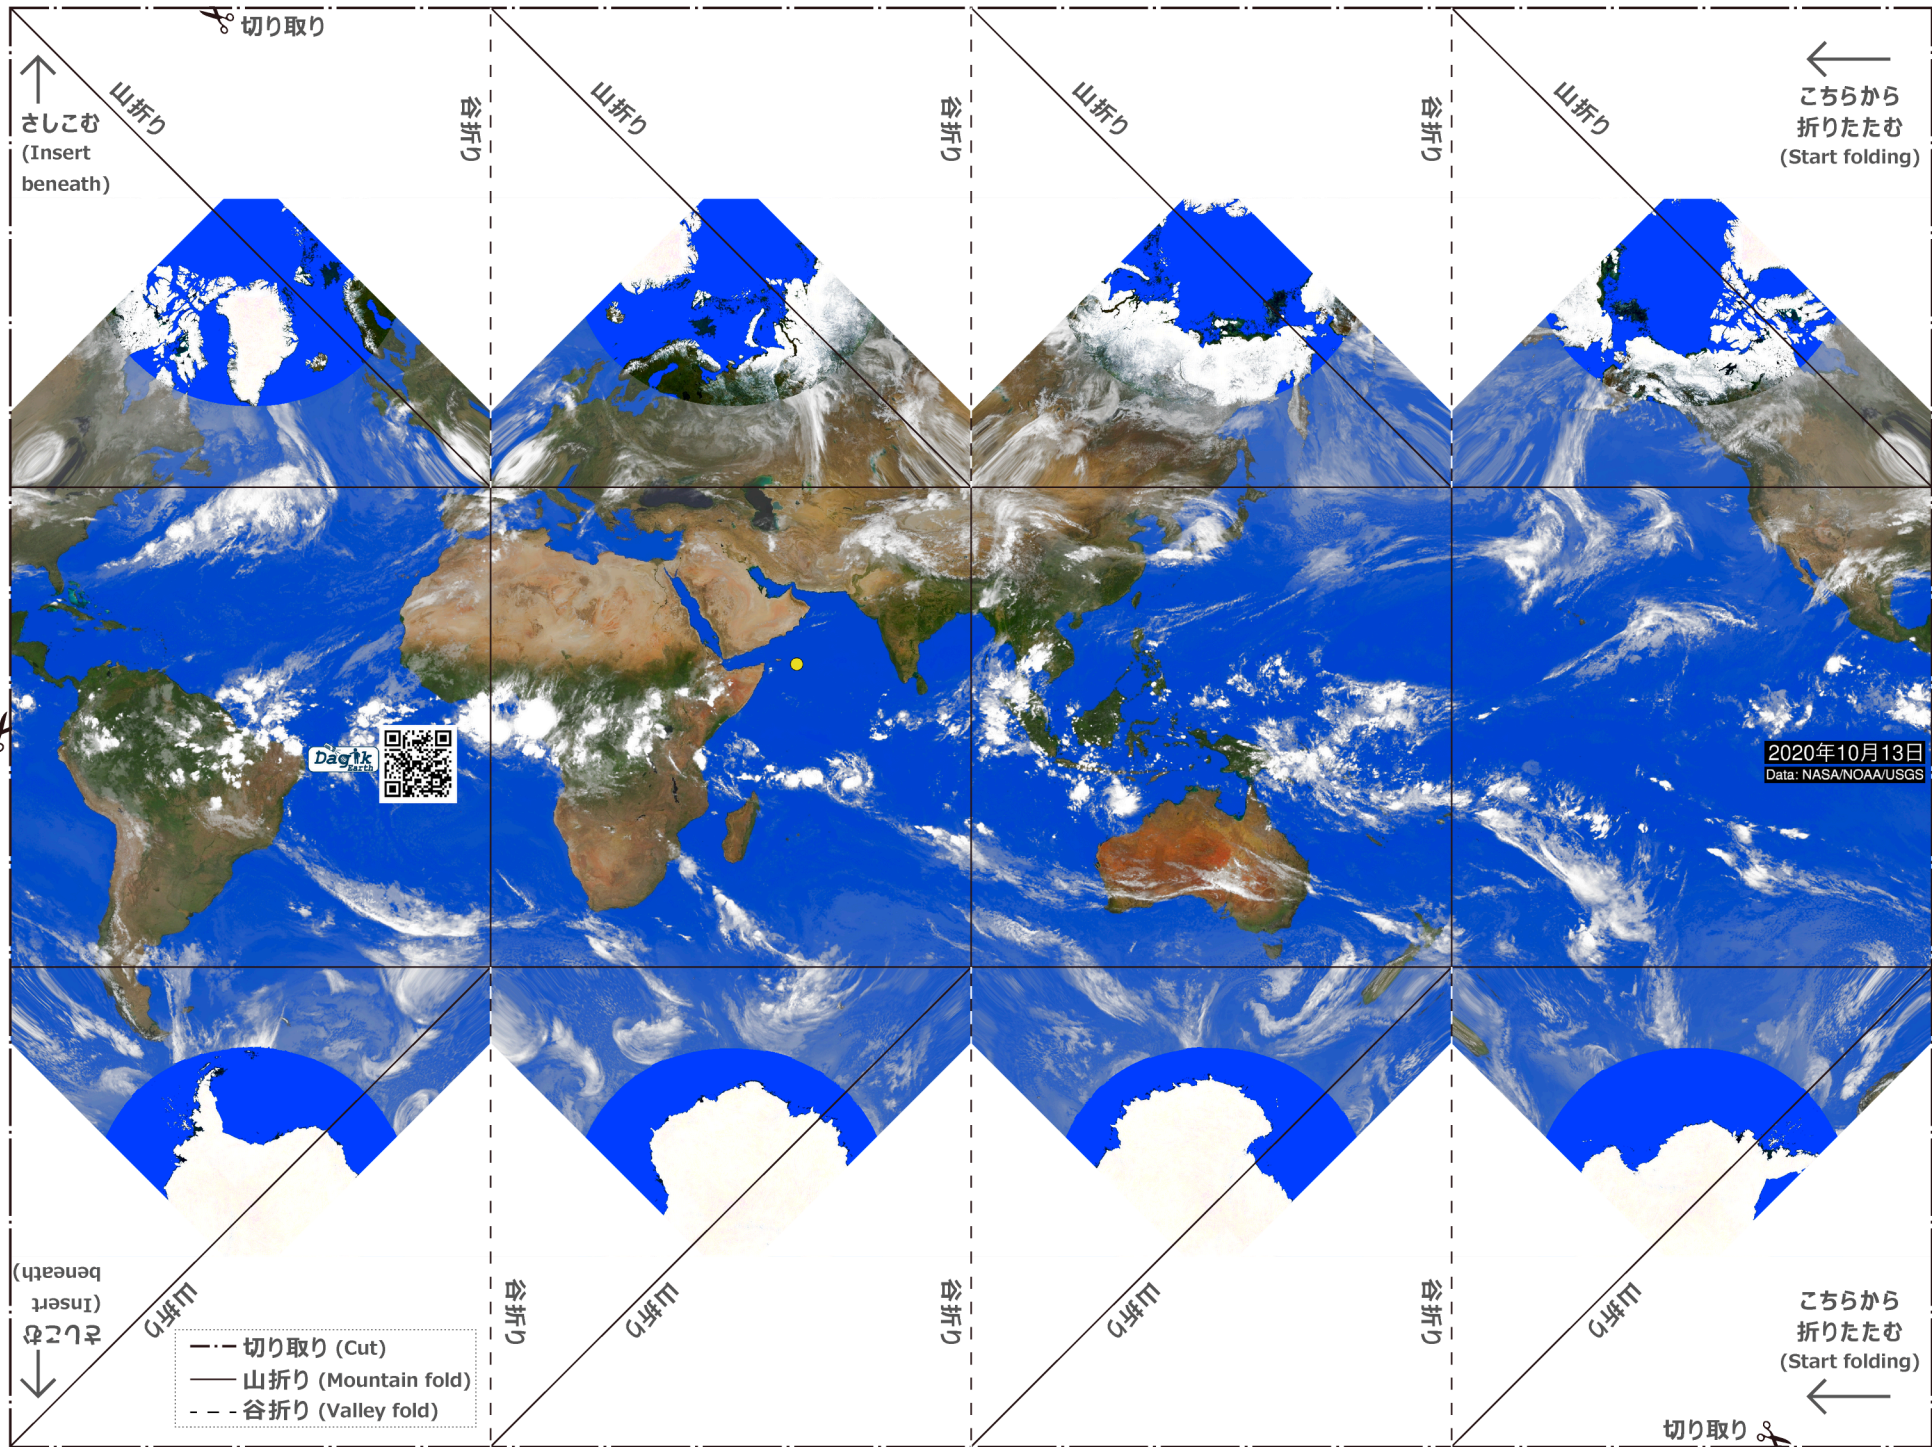 切り取り
さしこむ
(Insert
beneath)
山折り
谷折り
山折り
谷折り
山折り
谷折り
山折り
こちらから
折りたたむ
(Start folding)
Dagik
Earth
2020年10月13日
Data: NASA/NOAA/USGS
さしこむ
(Insert
beneath)
山折り
谷折り
山折り
谷折り
山折り
谷折り
山折り
こちらから
折りたたむ
(Start folding)
切り取り (Cut)
山折り (Mountain fold)
谷折り (Valley fold)
切り取り